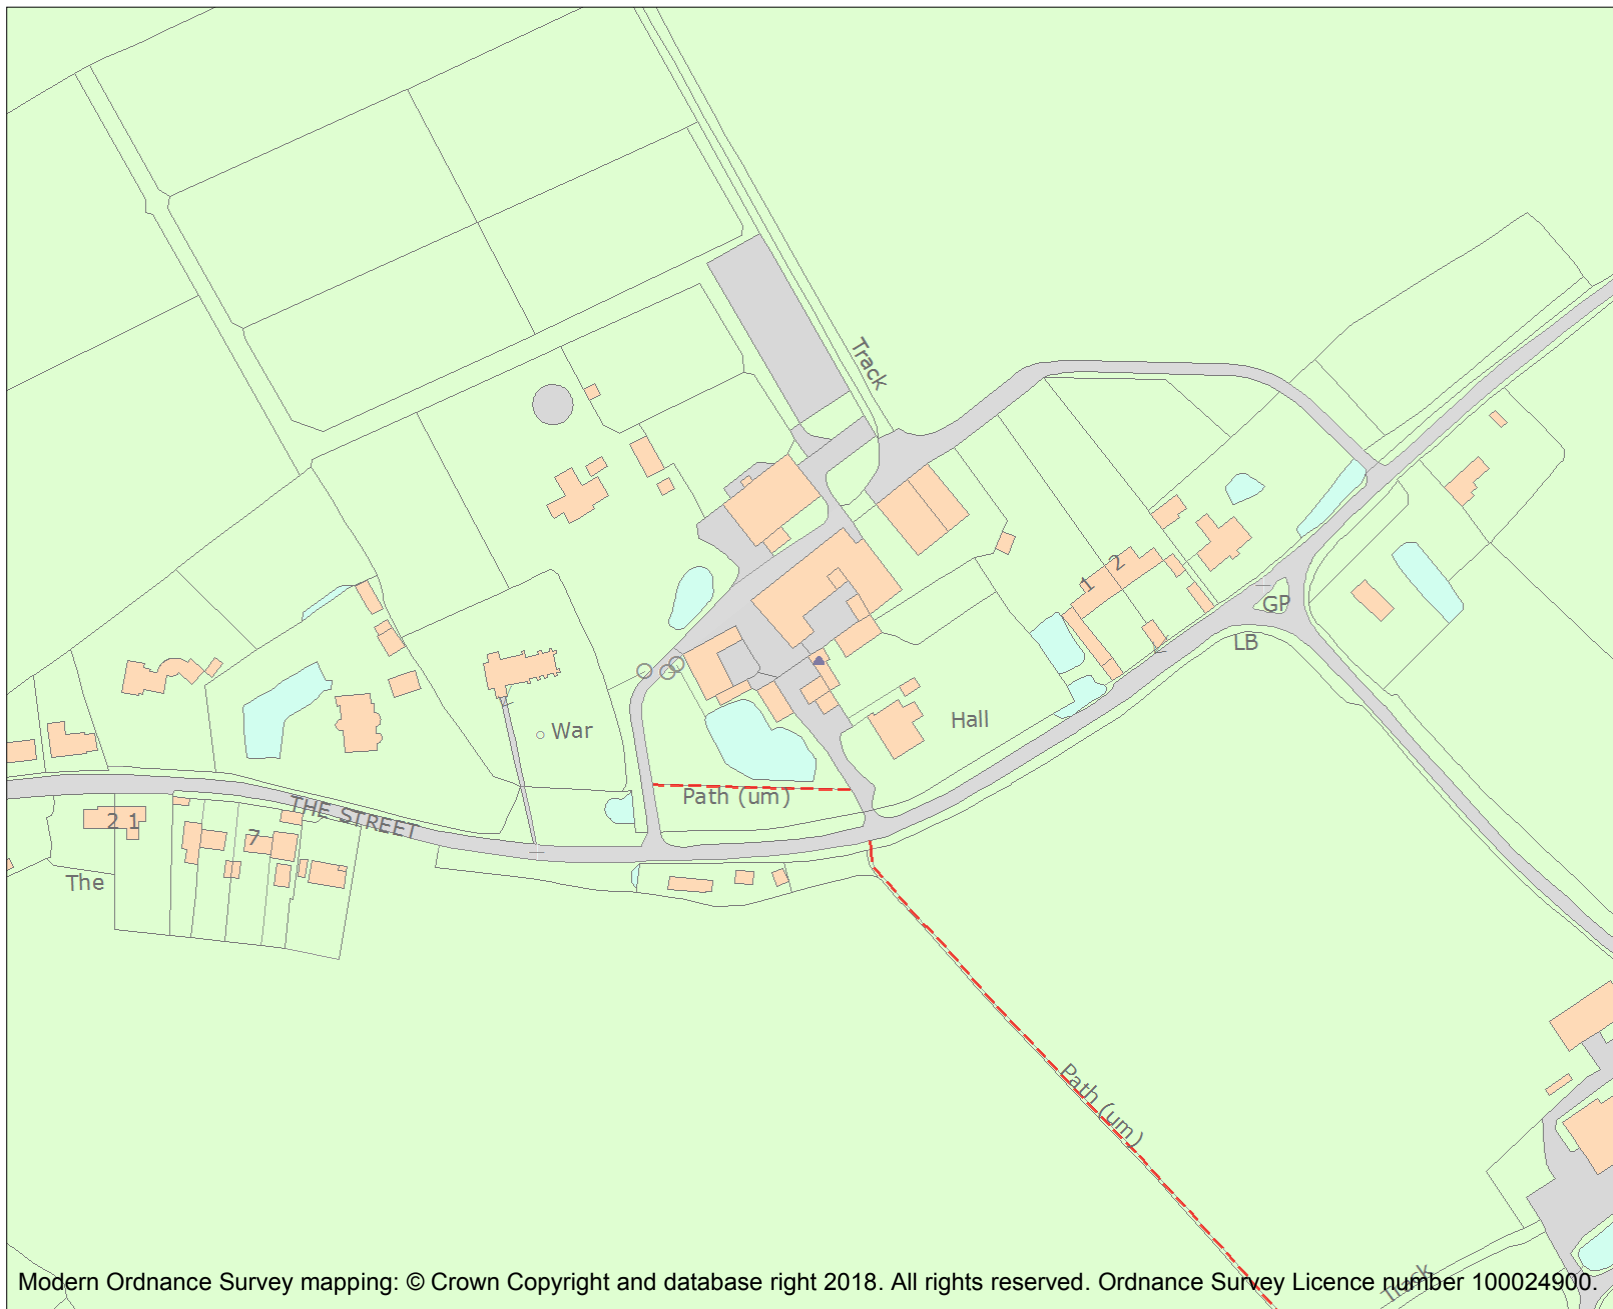 Track
1
2
GP
LB
Hall
War
Path (um)
THE STREET
2 1
7
The
Path (um)
Track
Modern Ordnance Survey mapping: © Crown Copyright and database right 2018. All rights reserved. Ordnance Survey Licence number 100024900.